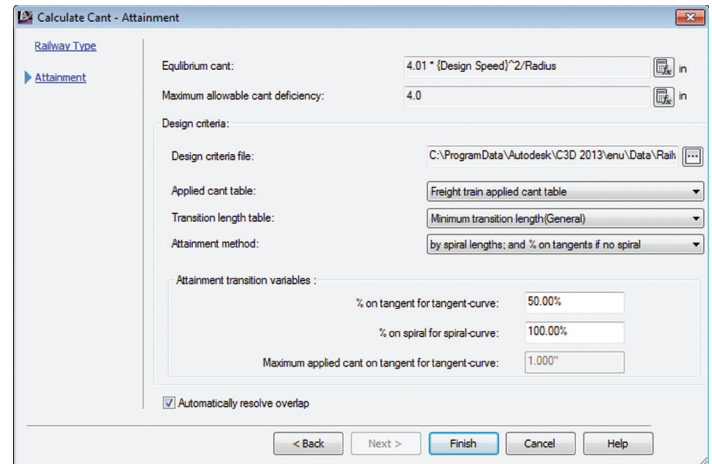 Calculate Cant - Attainment
Railway Type
Attainment
Equlibrium cant: 4.01 * {Design Speed}^2/Radius in
Maximum allowable cant deficiency: 4.0 in
Design criteria:
Design criteria file: C:\ProgramData\Autodesk\C3D 2013\enu\Data\Railw ...
Applied cant table: Freight train applied cant table
Transition length table: Minimum transition length(General)
Attainment method: by spiral lengths; and % on tangents if no spiral
Attainment transition variables :
% on tangent for tangent-curve: 50.00%
% on spiral for spiral-curve: 100.00%
Maximum applied cant on tangent for tangent-curve: 1.000"
Automatically resolve overlap
< Back Next > Finish Cancel Help